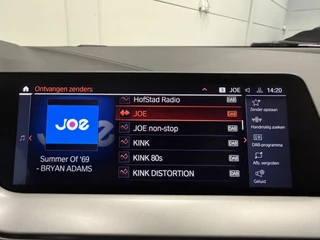 JOE 14:20
Ontvangen zenders
HofStad Radio DAB
JOE DAB
JOE non-stop DAB
KINK DAB
KINK 80s DAB
KINK DISTORTION DAB
JOE
Summer Of '69
- BRYAN ADAMS
Zender opslaan
Handmatig zoeken
DAB-programma
Afb. vergroten
Geluid